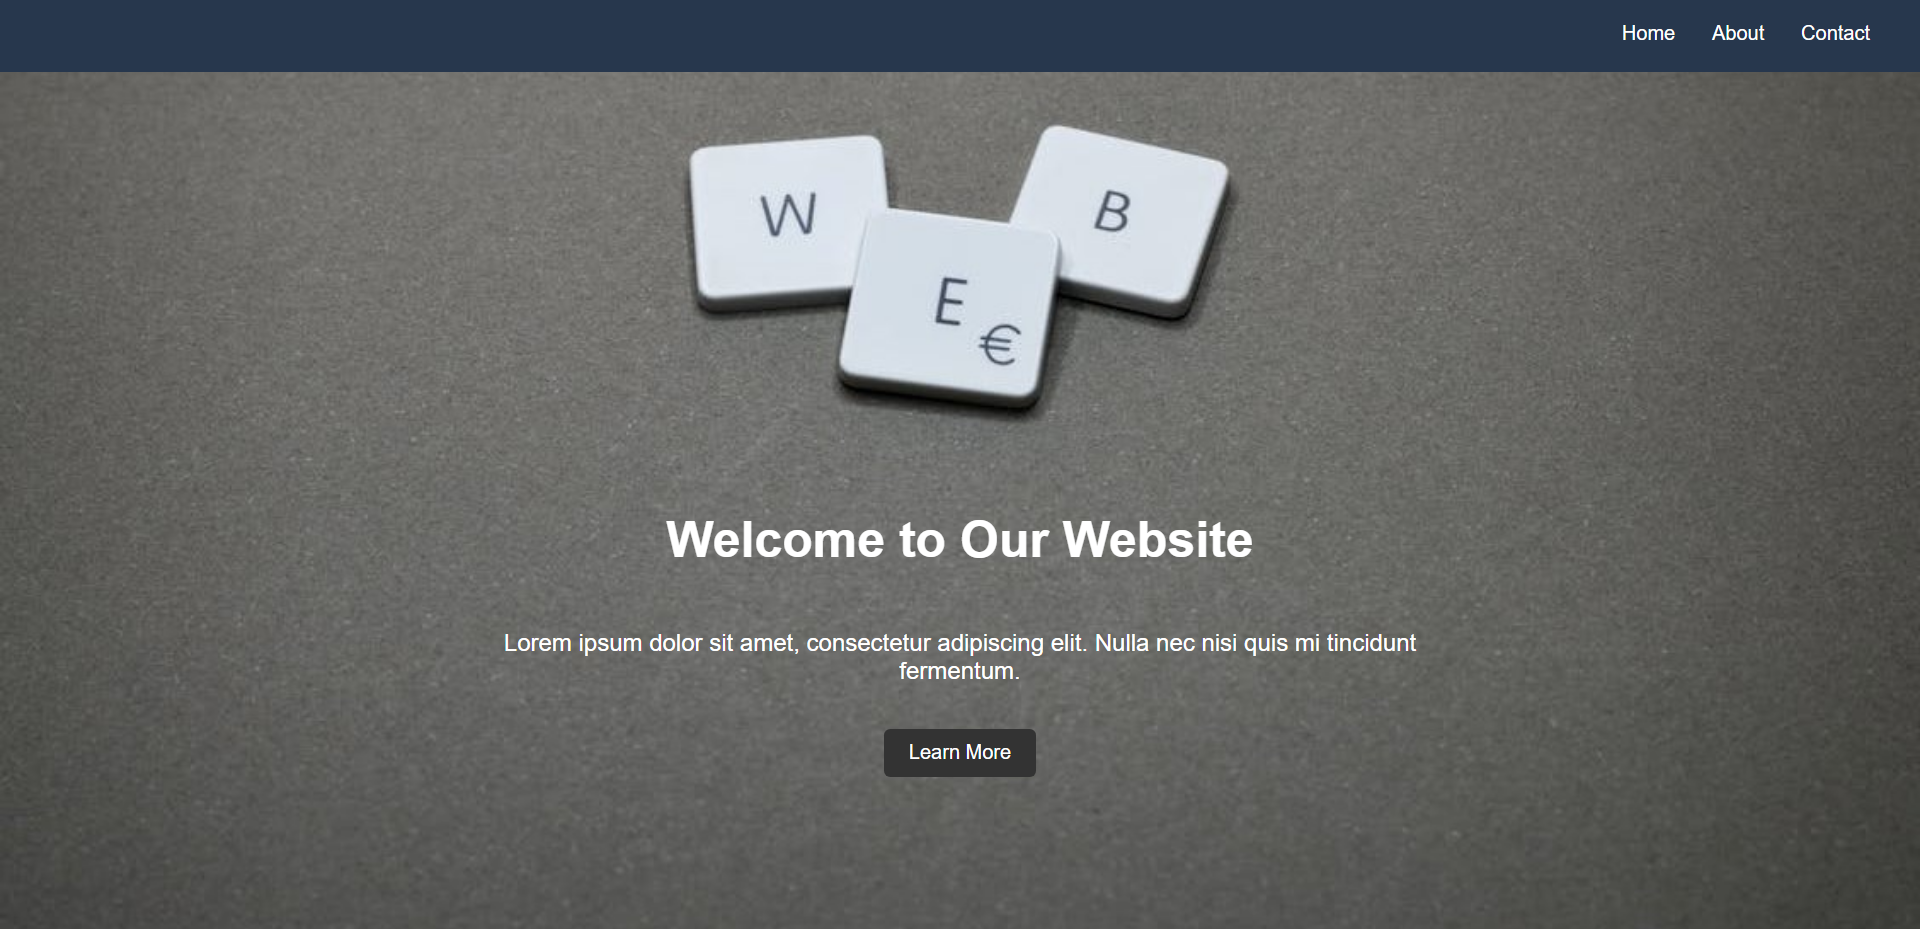 Home About Contact
W B
E
€
Welcome to Our Website
Lorem ipsum dolor sit amet, consectetur adipiscing elit. Nulla nec nisi quis mi tincidunt
fermentum.
Learn More